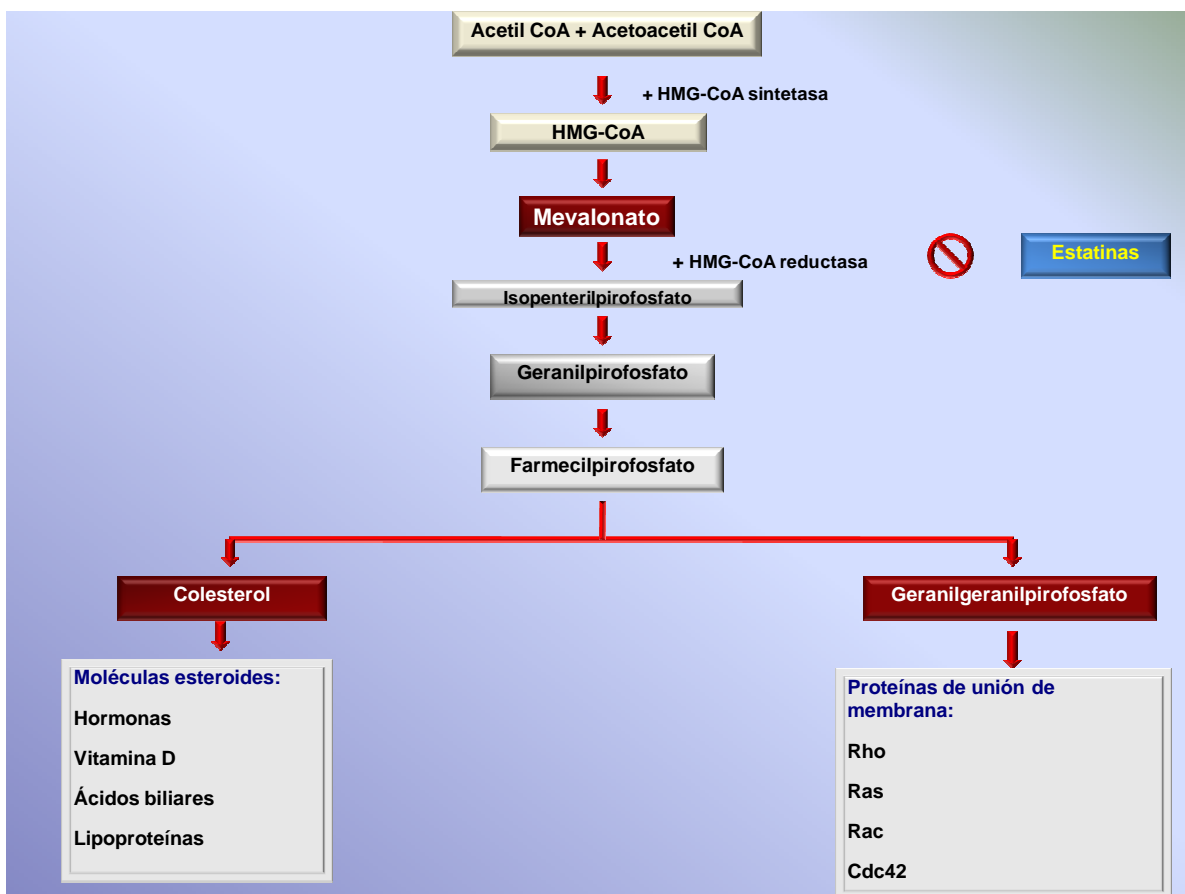 Acetil CoA + Acetoacetil CoA
+ HMG-CoA sintetasa
HMG-CoA
Mevalonato
+ HMG-CoA reductasa
Estatinas
Isopenterilpirofosfato
Geranilpirofosfato
Farmecilpirofosfato
Colesterol
Geranilgeranilpirofosfato
Moléculas esteroides:
Hormonas
Vitamina D
Ácidos biliares
Lipoproteínas
Proteínas de unión de
membrana:
Rho
Ras
Rac
Cdc42